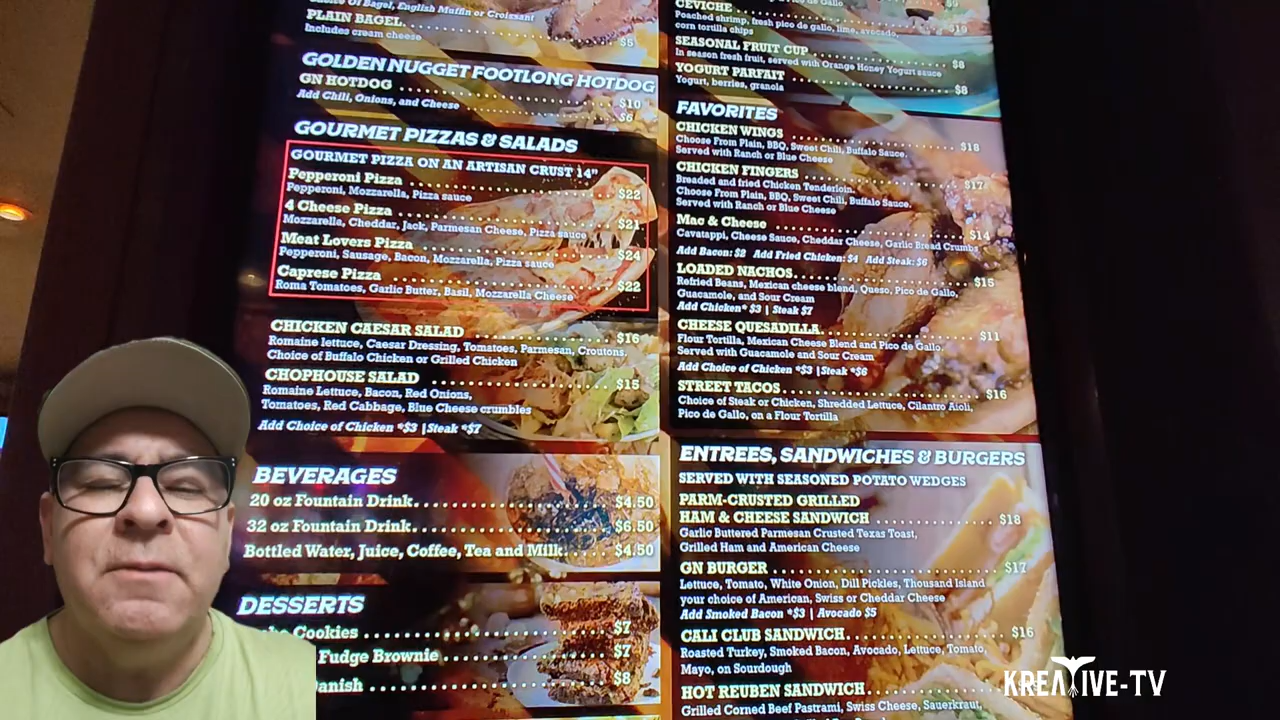 Bagel, English Muffin or Croissant
PLAIN BAGEL
Includes cream cheese $5
GOLDEN NUGGET FOOTLONG HOTDOG
GN HOTDOG $10
Add Chili, Onions, and Cheese $6
GOURMET PIZZAS & SALADS
GOURMET PIZZA ON AN ARTISAN CRUST 14"
Pepperoni Pizza $22
Pepperoni, Mozzarella, Pizza sauce
4 Cheese Pizza $21
Mozzarella, Cheddar, Jack, Parmesan Cheese, Pizza sauce
Meat Lovers Pizza $24
Pepperoni, Sausage, Bacon, Mozzarella, Pizza sauce
Caprese Pizza $22
Roma Tomatoes, Garlic Butter, Basil, Mozzarella Cheese
CHICKEN CAESAR SALAD $16
Romaine lettuce, Caesar Dressing, Tomatoes, Parmesan, Croutons,
Choice of Buffalo Chicken or Grilled Chicken
CHOPHOUSE SALAD $15
Romaine Lettuce, Bacon, Red Onions,
Tomatoes, Red Cabbage, Blue Cheese crumbles
Add Choice of Chicken *$3 | Steak *$7
BEVERAGES
20 oz Fountain Drink $4.50
32 oz Fountain Drink $6.50
Bottled Water, Juice, Coffee, Tea and Milk $4.50
DESSERTS
Cookies $7
Fudge Brownie $7
Danish $8
CEVICHE
Poached shrimp, fresh pico de gallo, lime, avocado, $19
corn tortilla chips
SEASONAL FRUIT CUP $8
In season fresh fruit, served with Orange Honey Yogurt sauce
YOGURT PARFAIT $8
Yogurt, berries, granola
FAVORITES
CHICKEN WINGS $18
Choose From Plain, BBQ, Sweet Chili, Buffalo Sauce.
Served with Ranch or Blue Cheese
CHICKEN FINGERS $17
Breaded and fried Chicken Tenderloin.
Choose From Plain, BBQ, Sweet Chili, Buffalo Sauce.
Served with Ranch or Blue Cheese
Mac & Cheese $14
Cavatappi, Cheese Sauce, Cheddar Cheese, Garlic Bread Crumbs
Add Bacon: $2 Add Fried Chicken: $4 Add Steak: $6
LOADED NACHOS $15
Refried Beans, Mexican cheese blend, Queso, Pico de Gallo,
Guacamole, and Sour Cream
Add Chicken* $3 | Steak $7
CHEESE QUESADILLA $11
Flour Tortilla, Mexican Cheese Blend and Pico de Gallo.
Served with Guacamole and Sour Cream
Add Chicken *$3 | Steak *$6
STREET TACOS $16
Choice of Steak or Chicken, Shredded Lettuce, Cilantro Aioli,
Pico de Gallo, on a Flour Tortilla
ENTREES, SANDWICHES & BURGERS
SERVED WITH SEASONED POTATO WEDGES
PARM-CRUSTED GRILLED
HAM & CHEESE SANDWICH $18
Garlic Buttered Parmesan Crusted Texas Toast,
Grilled Ham and American Cheese
GN BURGER $17
Lettuce, Tomato, White Onion, Dill Pickles, Thousand Island
your choice of American, Swiss or Cheddar Cheese
Add Smoked Bacon *$3 | Avocado $5
CALI CLUB SANDWICH $16
Roasted Turkey, Smoked Bacon, Avocado, Lettuce, Tomato,
Mayo, on Sourdough
HOT REUBEN SANDWICH
Grilled Corned Beef Pastrami, Swiss Cheese, Sauerkraut,
KREATIVE-TV